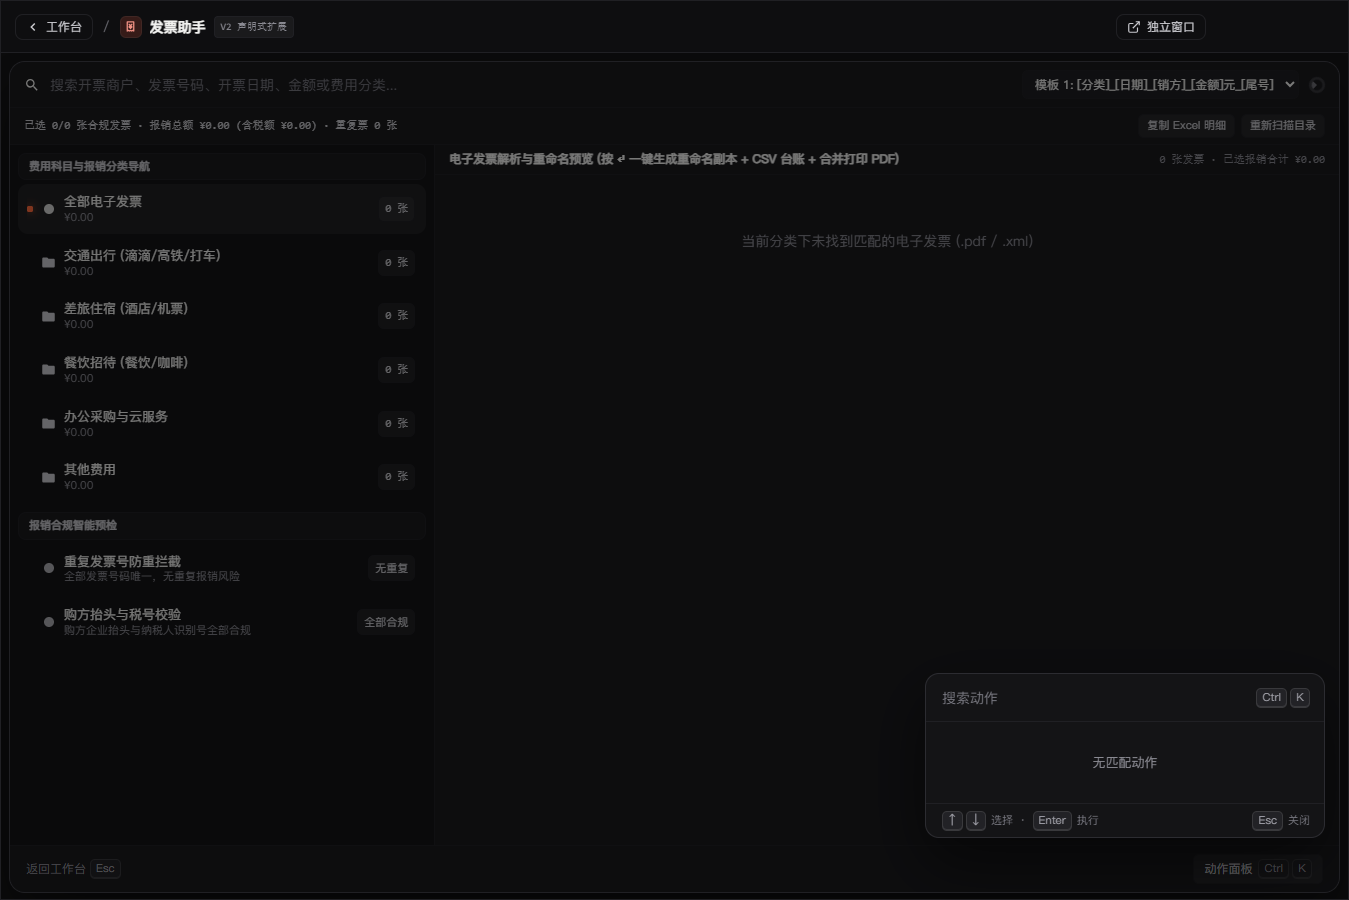 工作台 / 发票助手 V2 声明式扩展 独立窗口
搜索开票商户、发票号码、开票日期、金额或费用分类... 模板 1: [分类]_[日期]_[销方]_[金额]元_[尾号]
已选 0/0 张合规发票 · 报销总额 ¥0.00 (含税额 ¥0.00) · 重复票 0 张 复制 Excel 明细 重新扫描目录
费用科目与报销分类导航
全部电子发票
¥0.00
0 张
交通出行 (滴滴/高铁/打车)
¥0.00
0 张
差旅住宿 (酒店/机票)
¥0.00
0 张
餐饮招待 (餐饮/咖啡)
¥0.00
0 张
办公采购与云服务
¥0.00
0 张
其他费用
¥0.00
0 张
报销合规智能预检
重复发票号防重拦截
全部发票号码唯一，无重复报销风险
无重复
购方抬头与税号校验
购方企业抬头与纳税人识别号全部合规
全部合规
电子发票解析与重命名预览 (按 ⏎ 一键生成重命名副本 + CSV 台账 + 合并打印 PDF) 0 张发票 · 已选报销合计 ¥0.00
当前分类下未找到匹配的电子发票 (.pdf / .xml)
搜索动作 Ctrl K
无匹配动作
↑ ↓ 选择 · Enter 执行 Esc 关闭
返回工作台 Esc 动作面板 Ctrl K